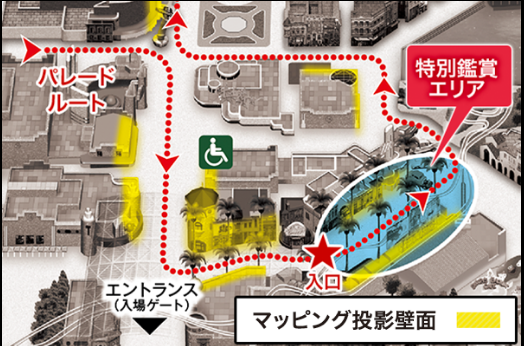 パレード
ルート
特別鑑賞
エリア
入口
エントランス
(入場ゲート)
マッピング投影壁面